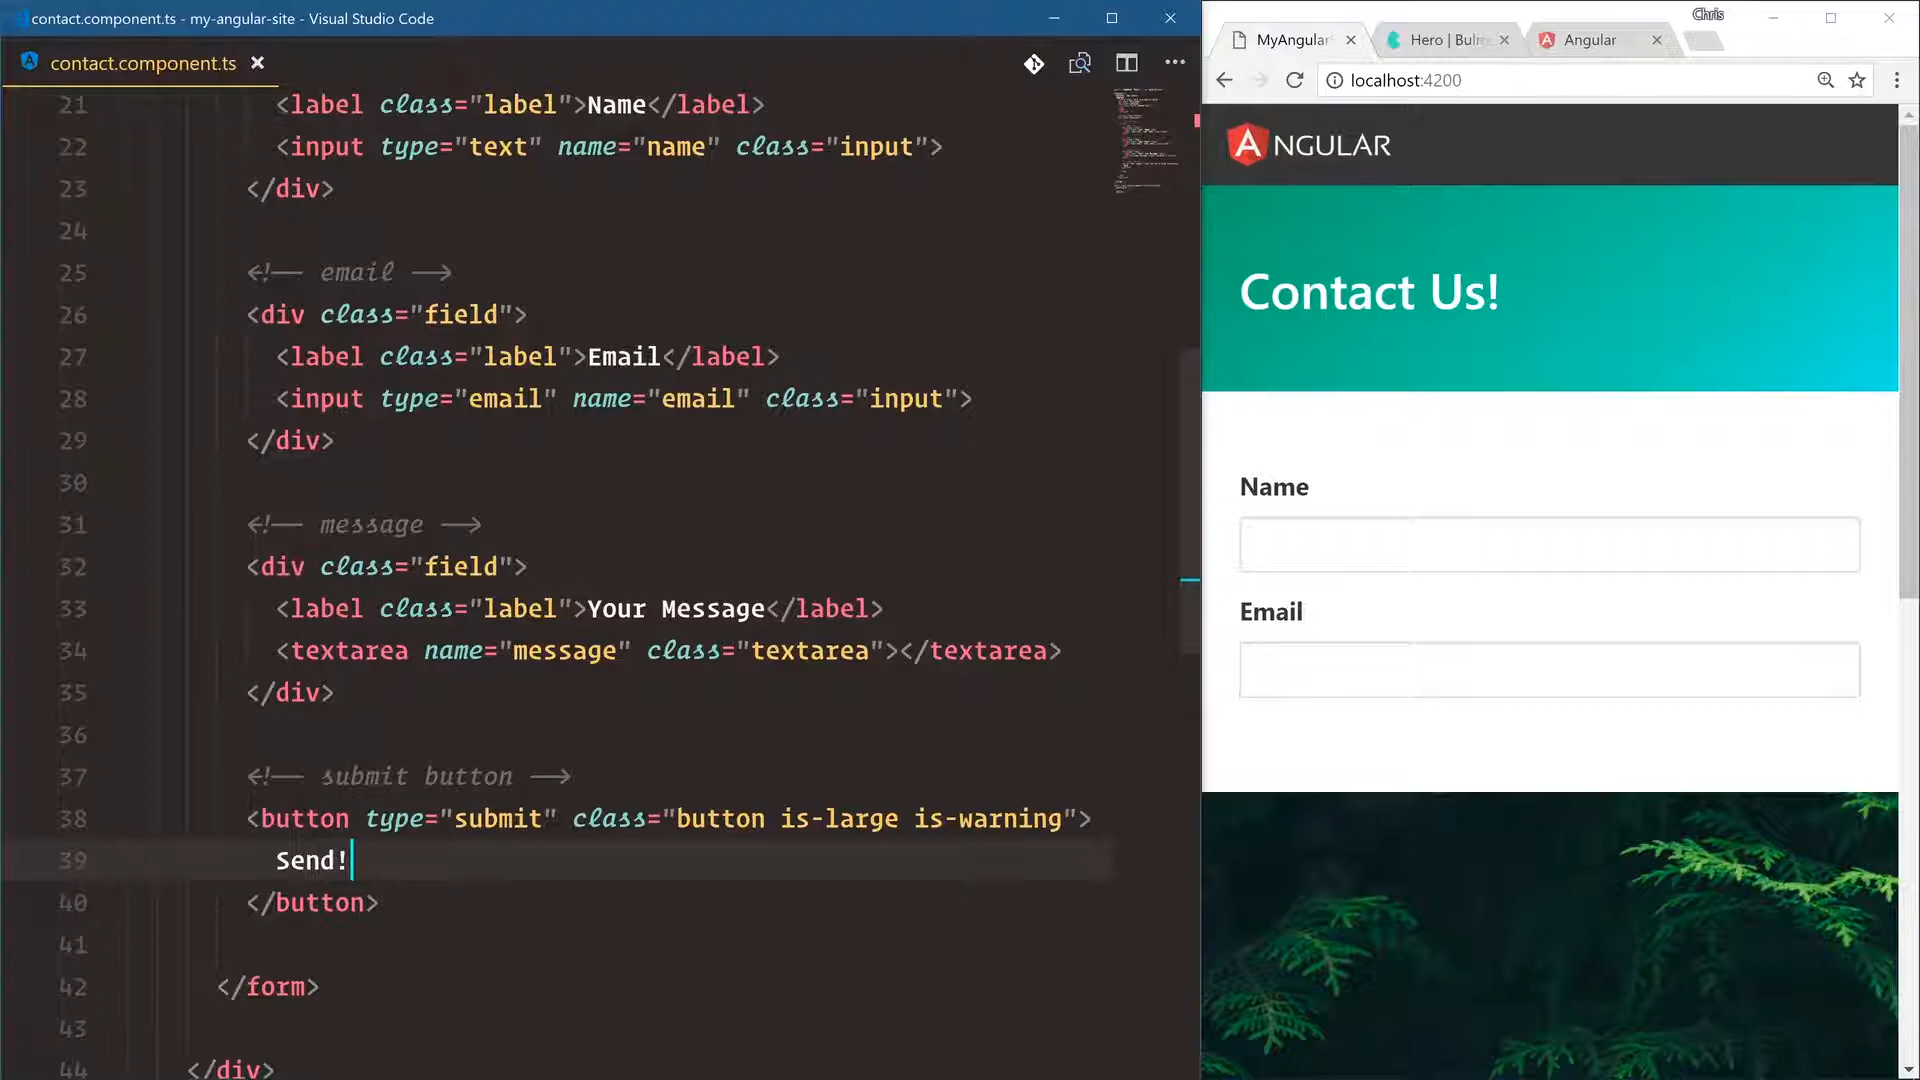 contact.component.ts - my-angular-site - Visual Studio Code
contact.component.ts
21 <label class="label">Name</label>
22 <input type="text" name="name" class="input">
23 </div>
24
25 <!-- email -->
26 <div class="field">
27 <label class="label">Email</label>
28 <input type="email" name="email" class="input">
29 </div>
30
31 <!-- message -->
32 <div class="field">
33 <label class="label">Your Message</label>
34 <textarea name="message" class="textarea"></textarea>
35 </div>
36
37 <!-- submit button -->
38 <button type="submit" class="button is-large is-warning">
39 Send!
40 </button>
41
42 </form>
43
44 </div>
Chris
MyAngular
Hero | Bulm
Angular
localhost:4200
ANGULAR
Contact Us!
Name
Email